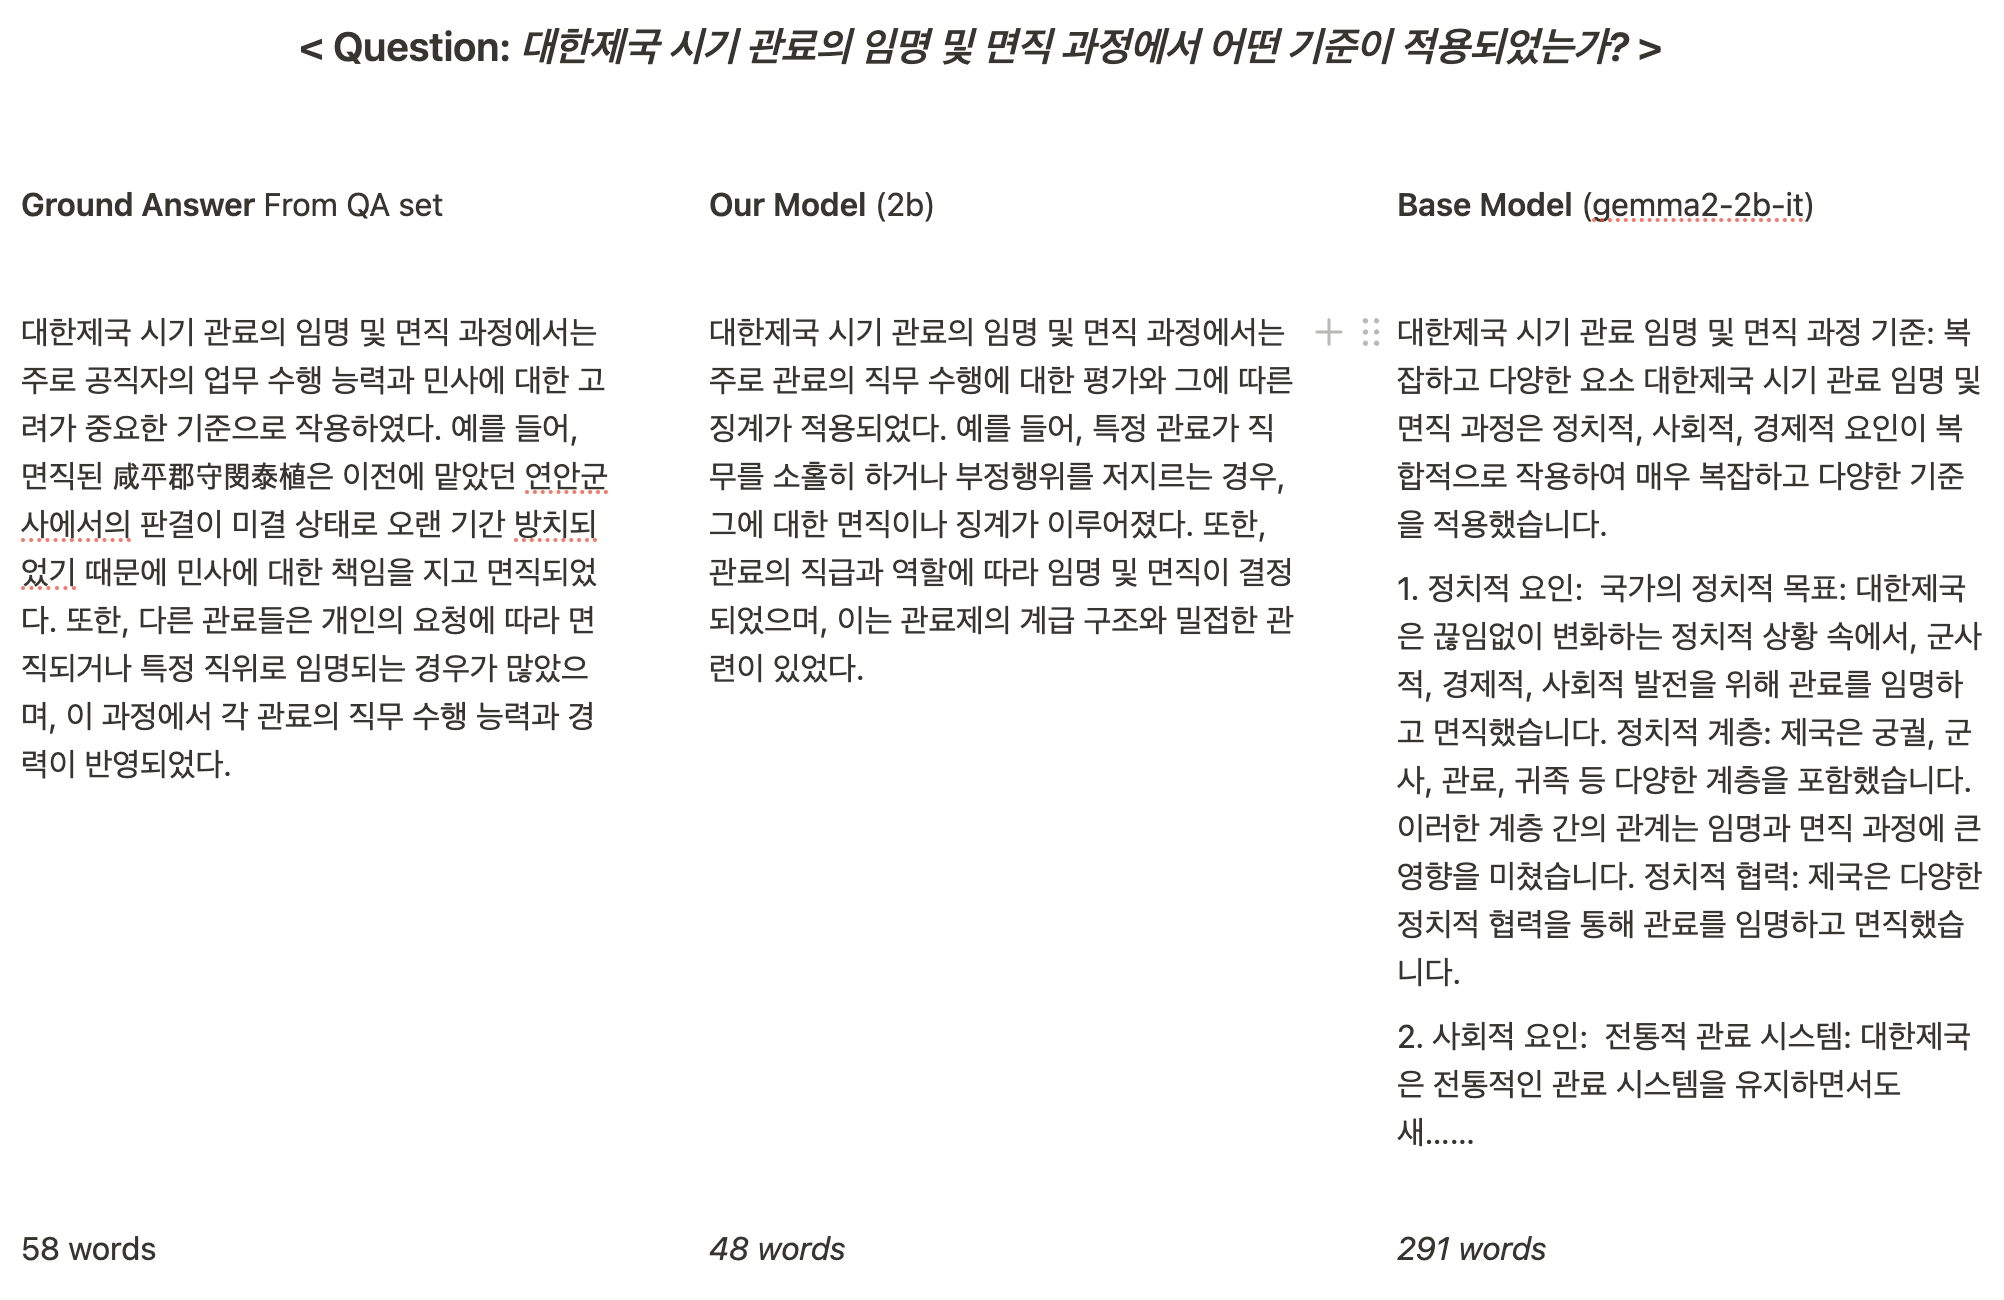 < Question: 대한제국 시기 관료의 임명 및 면직 과정에서 어떤 기준이 적용되었는가? >
Ground Answer From QA set
대한제국 시기 관료의 임명 및 면직 과정에서는
주로 공직자의 업무 수행 능력과 민사에 대한 고
려가 중요한 기준으로 작용하였다. 예를 들어,
면직된 咸平郡守閔泰植은 이전에 맡았던 연안군
사에서의 판결이 미결 상태로 오랜 기간 방치되
었기 때문에 민사에 대한 책임을 지고 면직되었
다. 또한, 다른 관료들은 개인의 요청에 따라 면
직되거나 특정 직위로 임명되는 경우가 많았으
며, 이 과정에서 각 관료의 직무 수행 능력과 경
력이 반영되었다.
58 words
Our Model (2b)
대한제국 시기 관료의 임명 및 면직 과정에서는
주로 관료의 직무 수행에 대한 평가와 그에 따른
징계가 적용되었다. 예를 들어, 특정 관료가 직
무를 소홀히 하거나 부정행위를 저지르는 경우,
그에 대한 면직이나 징계가 이루어졌다. 또한,
관료의 직급과 역할에 따라 임명 및 면직이 결정
되었으며, 이는 관료제의 계급 구조와 밀접한 관
련이 있었다.
48 words
Base Model (gemma2-2b-it)
대한제국 시기 관료 임명 및 면직 과정 기준: 복
잡하고 다양한 요소 대한제국 시기 관료 임명 및
면직 과정은 정치적, 사회적, 경제적 요인이 복
합적으로 작용하여 매우 복잡하고 다양한 기준
을 적용했습니다.
1. 정치적 요인:  국가의 정치적 목표: 대한제국
은 끊임없이 변화하는 정치적 상황 속에서, 군사
적, 경제적, 사회적 발전을 위해 관료를 임명하
고 면직했습니다. 정치적 계층: 제국은 궁궐, 군
사, 관료, 귀족 등 다양한 계층을 포함했습니다.
이러한 계층 간의 관계는 임명과 면직 과정에 큰
영향을 미쳤습니다. 정치적 협력: 제국은 다양한
정치적 협력을 통해 관료를 임명하고 면직했습
니다.
2. 사회적 요인:  전통적 관료 시스템: 대한제국
은 전통적인 관료 시스템을 유지하면서도
새......
291 words